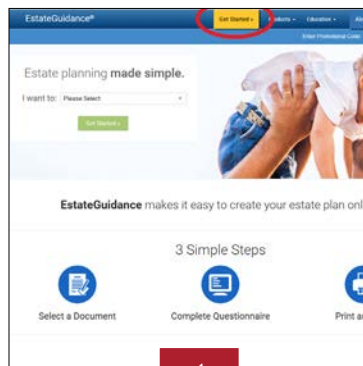 EstateGuidance®
Get Started »
Products
Education
Enter Promotional Code
Estate planning made simple.
I want to: Please Select
Get Started »
EstateGuidance makes it easy to create your estate plan onl
3 Simple Steps
Select a Document
Complete Questionnaire
Print a